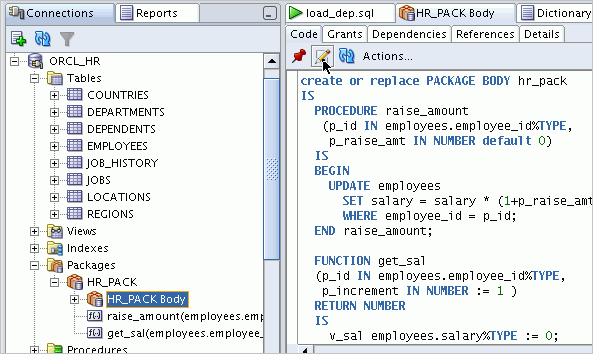 Connections
Reports
ORCL_HR
Tables
COUNTRIES
DEPARTMENTS
DEPENDENTS
EMPLOYEES
JOB_HISTORY
JOBS
LOCATIONS
REGIONS
Views
Indexes
Packages
HR_PACK
HR_PACK Body
raise_amount(employees.emp
get_sal(employees.employee_
Procedures
load_dep.sql
HR_PACK Body
Dictionary
Code
Grants
Dependencies
References
Details
Actions...
create or replace PACKAGE BODY hr_pack
IS
PROCEDURE raise_amount
(p_id IN employees.employee_id%TYPE,
p_raise_amt IN NUMBER default 0)
IS
BEGIN
UPDATE employees
SET salary = salary * (1+p_raise_amt
WHERE employee_id = p_id;
END raise_amount;
FUNCTION get_sal
(p_id IN employees.employee_id%TYPE,
p_increment IN NUMBER := 1 )
RETURN NUMBER
IS
v_sal employees.salary%TYPE := 0;